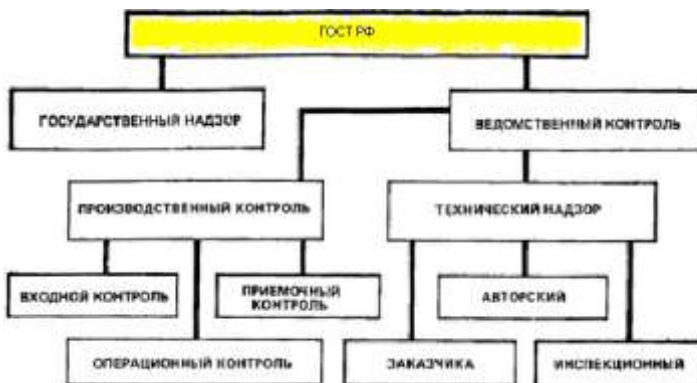 ГОСТ РФ
ГОСУДАРСТВЕННЫЙ НАДЗОР
ВЕДОМСТВЕННЫЙ КОНТРОЛЬ
ПРОИЗВОДСТВЕННЫЙ КОНТРОЛЬ
ТЕХНИЧЕСКИЙ НАДЗОР
ВХОДНОЙ КОНТРОЛЬ
ПРИЕМОЧНЫЙ
КОНТРОЛЬ
АВТОРСКИЙ
ОПЕРАЦИОННЫЙ КОНТРОЛЬ
ЗАКАЗЧИКА
ИНСПЕКЦИОННЫЙ